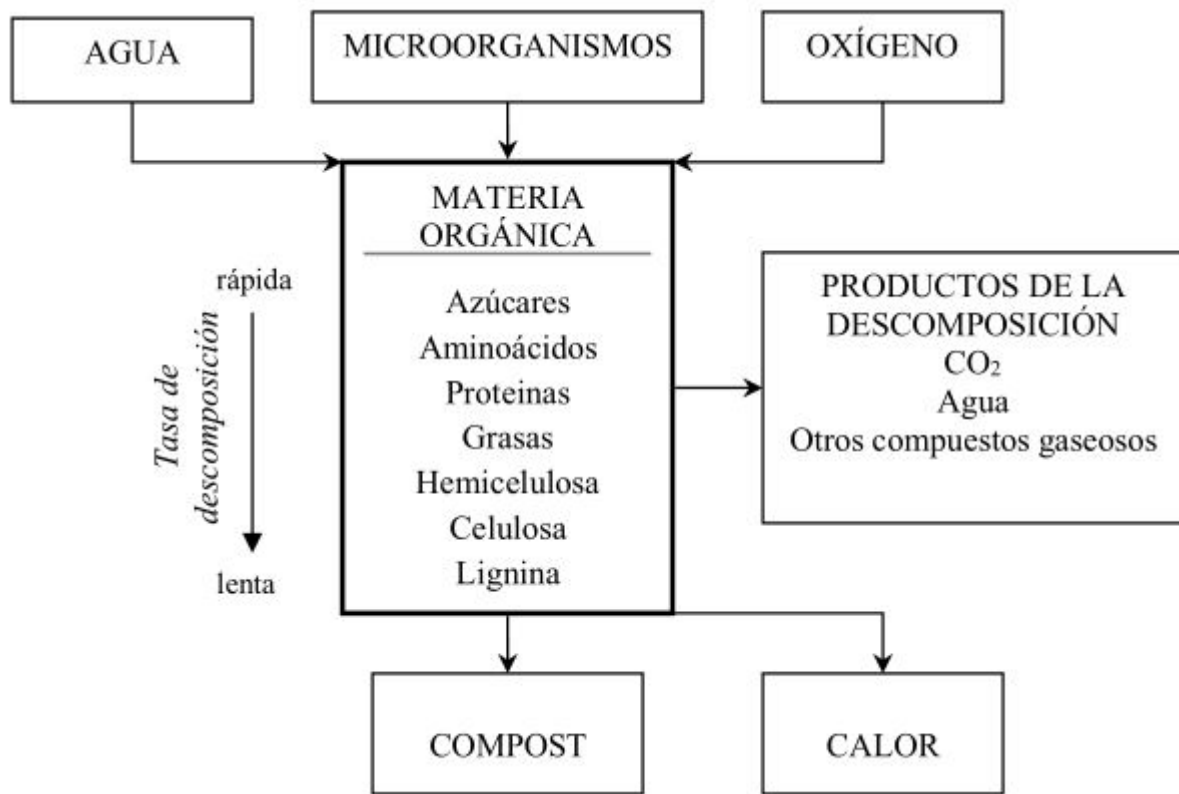 AGUA
MICROORGANISMOS
OXÍGENO
MATERIA
ORGÁNICA
rápida
Tasa de
descomposición
lenta
Azúcares
Aminoácidos
Proteinas
Grasas
Hemicelulosa
Celulosa
Lignina
PRODUCTOS DE LA
DESCOMPOSICIÓN
CO₂
Agua
Otros compuestos gaseosos
COMPOST
CALOR